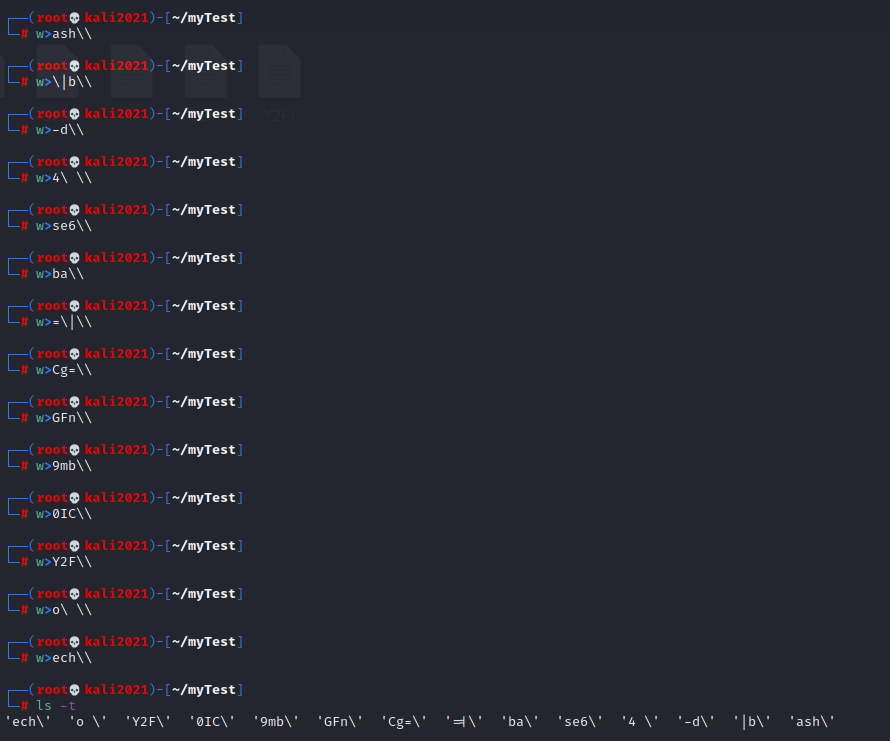 (root💀kali2021)-[~/myTest]
# w>ash\\
(root💀kali2021)-[~/myTest]
# w>\|b\\
(root💀kali2021)-[~/myTest]
# w>-d\\
(root💀kali2021)-[~/myTest]
# w>4\ \\
(root💀kali2021)-[~/myTest]
# w>se6\\
(root💀kali2021)-[~/myTest]
# w>ba\\
(root💀kali2021)-[~/myTest]
# w>=\|\\
(root💀kali2021)-[~/myTest]
# w>Cg=\\
(root💀kali2021)-[~/myTest]
# w>GFn\\
(root💀kali2021)-[~/myTest]
# w>9mb\\
(root💀kali2021)-[~/myTest]
# w>0IC\\
(root💀kali2021)-[~/myTest]
# w>Y2F\\
(root💀kali2021)-[~/myTest]
# w>o\ \\
(root💀kali2021)-[~/myTest]
# w>ech\\
(root💀kali2021)-[~/myTest]
# ls -t
'ech\' 'o \' 'Y2F\' '0IC\' '9mb\' 'GFn\' 'Cg=\' '=|\' 'ba\' 'se6\' '4 \' '-d\' '|b\' 'ash\'
Y2F\